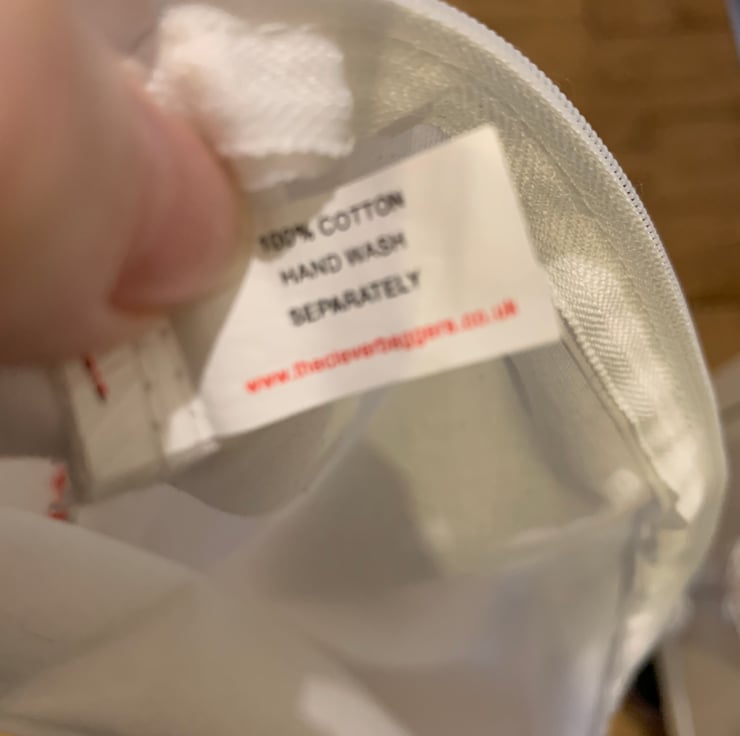 100% COTTON
HAND WASH
SEPARATELY
www.thecleverbaggers.co.uk